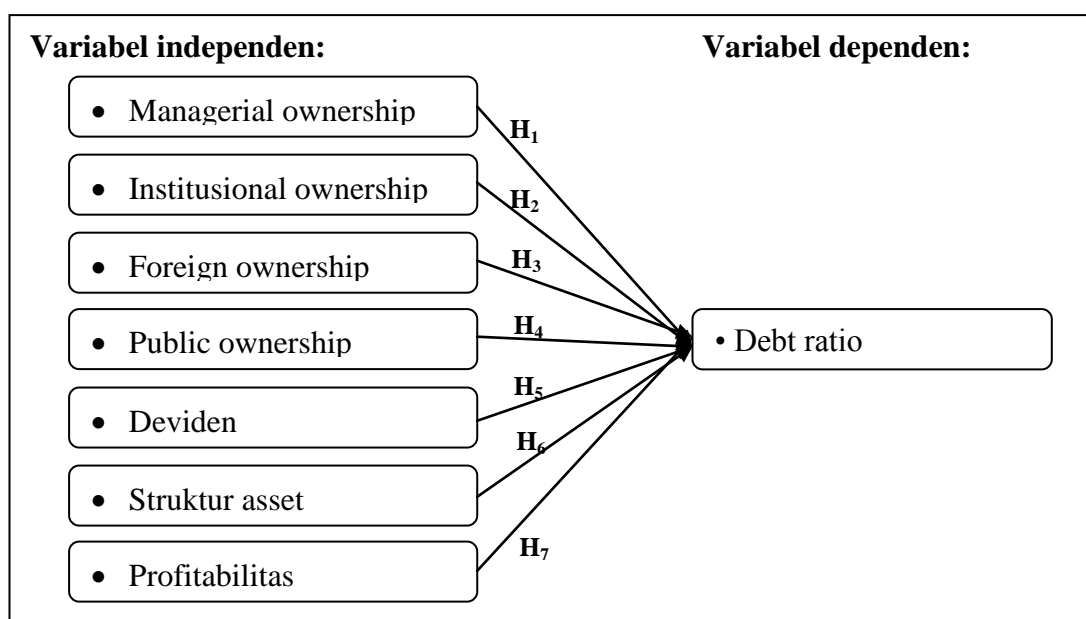 Variabel independen:
Variabel dependen:
• Managerial ownership
H₁
• Institusional ownership
H₂
• Foreign ownership
H₃
• Public ownership
H₄
• Debt ratio
• Deviden
H₅
H₆
• Struktur asset
H₇
• Profitabilitas